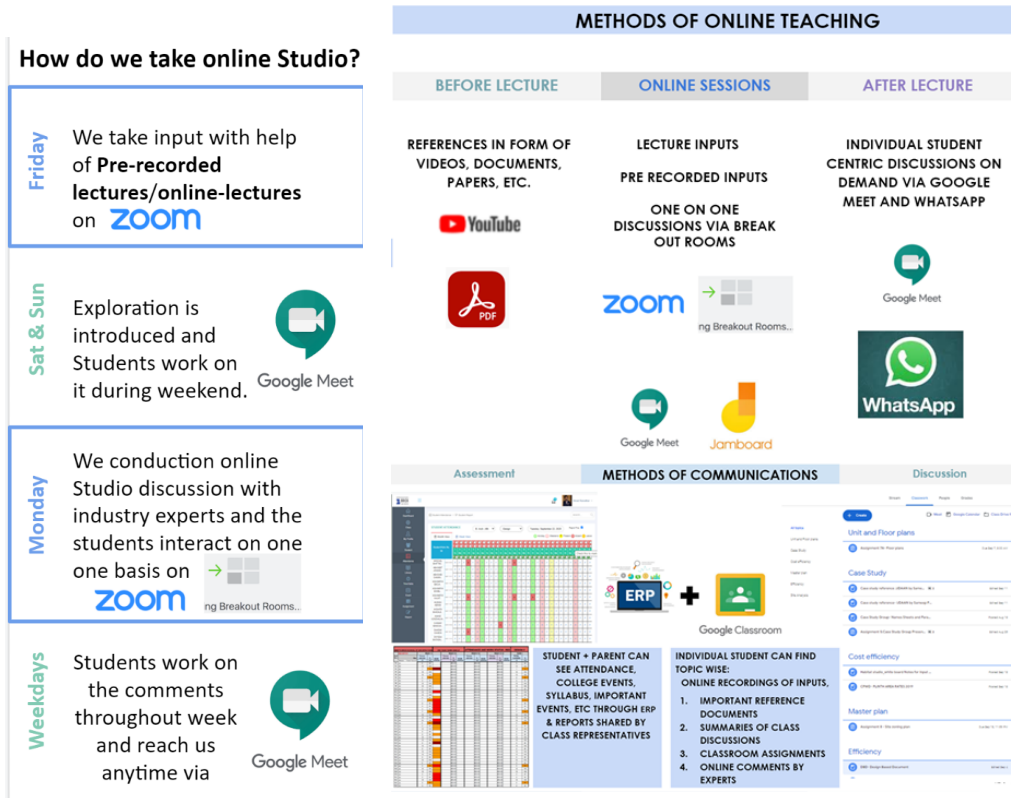 How do we take online Studio?
Friday
We take input with help
of Pre-recorded
lectures/online-lectures
on zoom
Sat & Sun
Exploration is
introduced and
Students work on
it during weekend.
Google Meet
Monday
We conduction online
Studio discussion with
industry experts and the
students interact on one
one basis on
zoom
ng Breakout Rooms...
Weekdays
Students work on
the comments
throughout week
and reach us
anytime via
Google Meet
METHODS OF ONLINE TEACHING
BEFORE LECTURE
REFERENCES IN FORM OF
VIDEOS, DOCUMENTS,
PAPERS, ETC.
YouTube
PDF
ONLINE SESSIONS
LECTURE INPUTS
PRE RECORDED INPUTS
ONE ON ONE
DISCUSSIONS VIA BREAK
OUT ROOMS
zoom
ng Breakout Rooms...
Google Meet
Jamboard
AFTER LECTURE
INDIVIDUAL STUDENT
CENTRIC DISCUSSIONS ON
DEMAND VIA GOOGLE
MEET AND WHATSAPP
Google Meet
WhatsApp
Assessment
METHODS OF COMMUNICATIONS
Discussion
ERP
Google Classroom
Create
Unit and Floor plans
Case Study
Cost efficiency
Master plan
Efficiency
STUDENT + PARENT CAN
SEE ATTENDANCE,
COLLEGE EVENTS,
SYLLABUS, IMPORTANT
EVENTS, ETC THROUGH ERP
& REPORTS SHARED BY
CLASS REPRESENTATIVES
INDIVIDUAL STUDENT CAN FIND
TOPIC WISE:
ONLINE RECORDINGS OF INPUTS,
1. IMPORTANT REFERENCE
DOCUMENTS
2. SUMMARIES OF CLASS
DISCUSSIONS
3. CLASSROOM ASSIGNMENTS
4. ONLINE COMMENTS BY
EXPERTS